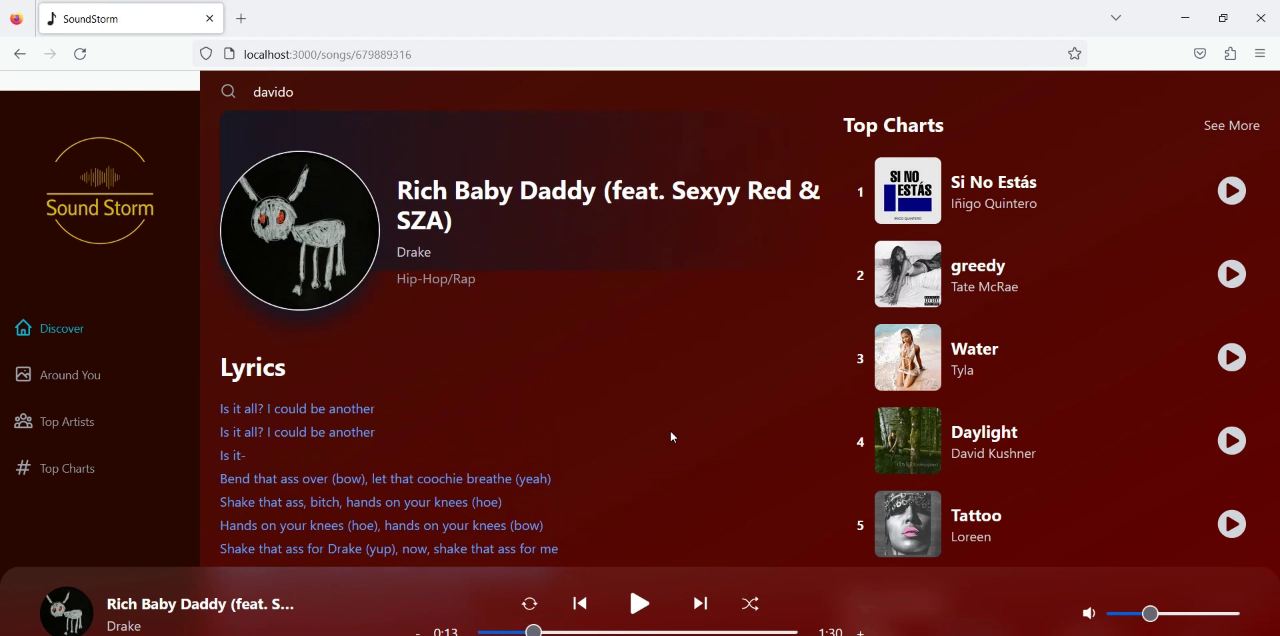 SoundStorm
localhost:3000/songs/679889316
davido
Sound Storm
Discover
Around You
Top Artists
Top Charts
Rich Baby Daddy (feat. Sexyy Red &
SZA)
Drake
Hip-Hop/Rap
Lyrics
Is it all? I could be another
Is it all? I could be another
Is it-
Bend that ass over (bow), let that coochie breathe (yeah)
Shake that ass, bitch, hands on your knees (hoe)
Hands on your knees (hoe), hands on your knees (bow)
Shake that ass for Drake (yup), now, shake that ass for me
Top Charts
See More
1
SI NO
ESTÁS
IÑIGO QUINTERO
Si No Estás
Iñigo Quintero
2
greedy
Tate McRae
3
Water
Tyla
4
Daylight
David Kushner
5
Tattoo
Loreen
Rich Baby Daddy (feat. S...
Drake
- 0:13
1:30 +